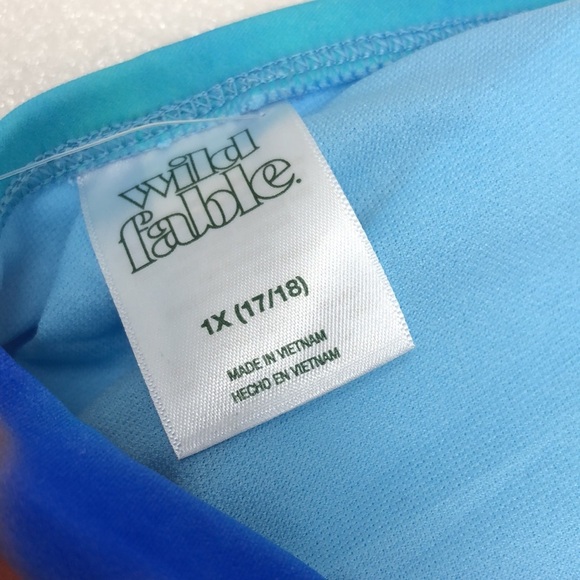 wild
fable.
1X (17/18)
MADE IN VIETNAM
HECHO EN VIETNAM